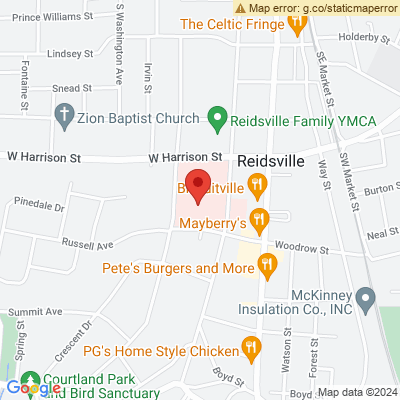 Map error: g.co/staticmaperror
Prince Williams St
The Celtic Fringe
Holderby St
S Washington Ave
Lindsey St
Fontaine St
Irvin St
SE Market St
Snead St
Zion Baptist Church
Reidsville Family YMCA
W Harrison St
W Harrison St
Reidsville
Way St
SW Market St
Burton St
Pinedale Dr
Mayberry's
Neal St
Russell Ave
Woodrow St
Pete's Burgers and More
McKinney
Insulation Co., INC
Summit Ave
Spring St
Crescent Dr
PG's Home Style Chicken
Watson St
Forest St
Courtland Park
and Bird Sanctuary
Boyd St
Boyd
Google
Map data ©2024